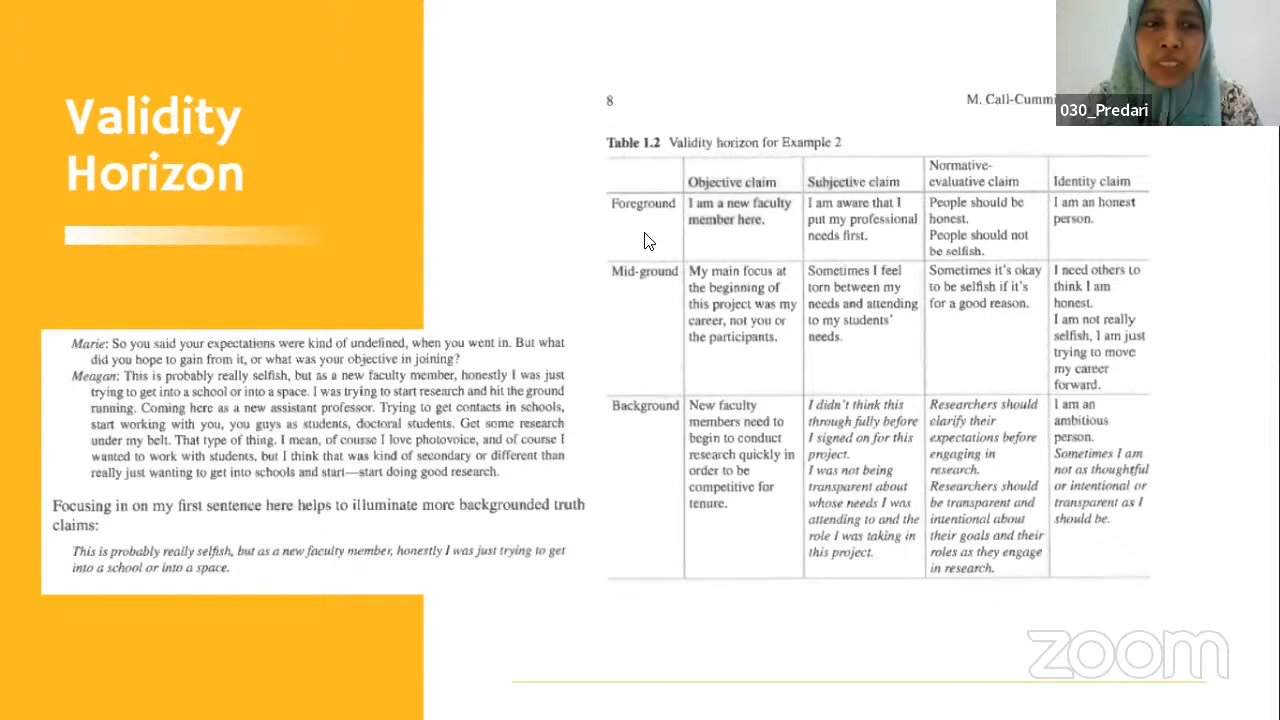 Validity
Horizon
Marie: So you said your expectations were kind of undefined, when you went in. But what
did you hope to gain from it, or what was your objective in joining?
Meagan: This is probably really selfish, but as a new faculty member, honestly I was just
trying to get into a school or into a space. I was trying to start research and hit the ground
running. Coming here as a new assistant professor. Trying to get contacts in schools,
start working with you, you guys as students, doctoral students. Get some research
under my belt. That type of thing. I mean, of course I love photovoice, and of course I
wanted to work with students, but I think that was kind of secondary or different than
really just wanting to get into schools and start—start doing good research.
Focusing in on my first sentence here helps to illuminate more backgrounded truth
claims:
This is probably really selfish, but as a new faculty member, honestly I was just trying to get
into a school or into a space.
8
M. Call-Cummi
Table 1.2 Validity horizon for Example 2
Objective claim
Subjective claim
Normative-
evaluative claim
Identity claim
Foreground
I am a new faculty
member here.
I am aware that I
put my professional
needs first.
People should be
honest.
People should not
be selfish.
I am an honest
person.
Mid-ground
My main focus at
the beginning of
this project was my
career, not you or
the participants.
Sometimes I feel
torn between my
needs and attending
to my students'
needs.
Sometimes it's okay
to be selfish if it's
for a good reason.
I need others to
think I am
honest.
I am not really
selfish, I am just
trying to move
my career
forward.
Background
New faculty
members need to
begin to conduct
research quickly in
order to be
competitive for
tenure.
I didn't think this
through fully before
I signed on for this
project.
I was not being
transparent about
whose needs I was
attending to and the
role I was taking in
this project.
Researchers should
clarify their
expectations before
engaging in
research.
Researchers should
be transparent and
intentional about
their goals and their
roles as they engage
in research.
I am an
ambitious
person.
Sometimes I am
not as thoughtful
or intentional or
transparent as I
should be.
030_Predari
zoom